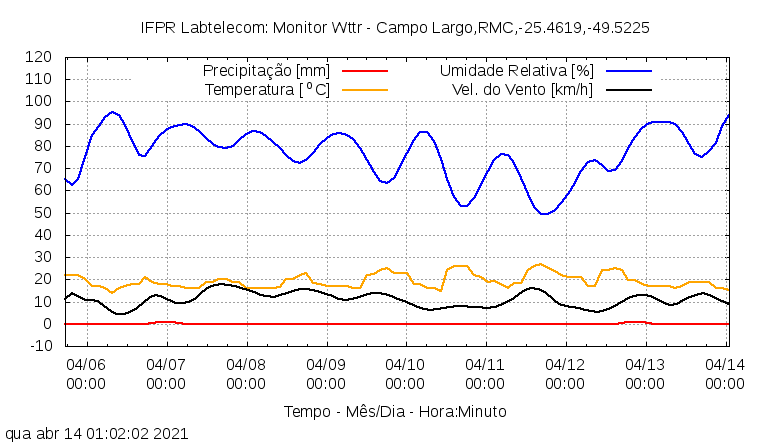 IFPR Labtelecom: Monitor Wttr - Campo Largo,RMC,-25.4619,-49.5225
Precipitação [mm]
Temperatura [⁰C]
Umidade Relativa [%]
Vel. do Vento [km/h]
120
110
100
90
80
70
60
50
40
30
20
10
0
-10
04/06 04/07 04/08 04/09 04/10 04/11 04/12 04/13 04/14
00:00 00:00 00:00 00:00 00:00 00:00 00:00 00:00 00:00
Tempo - Mês/Dia - Hora:Minuto
qua abr 14 01:02:02 2021